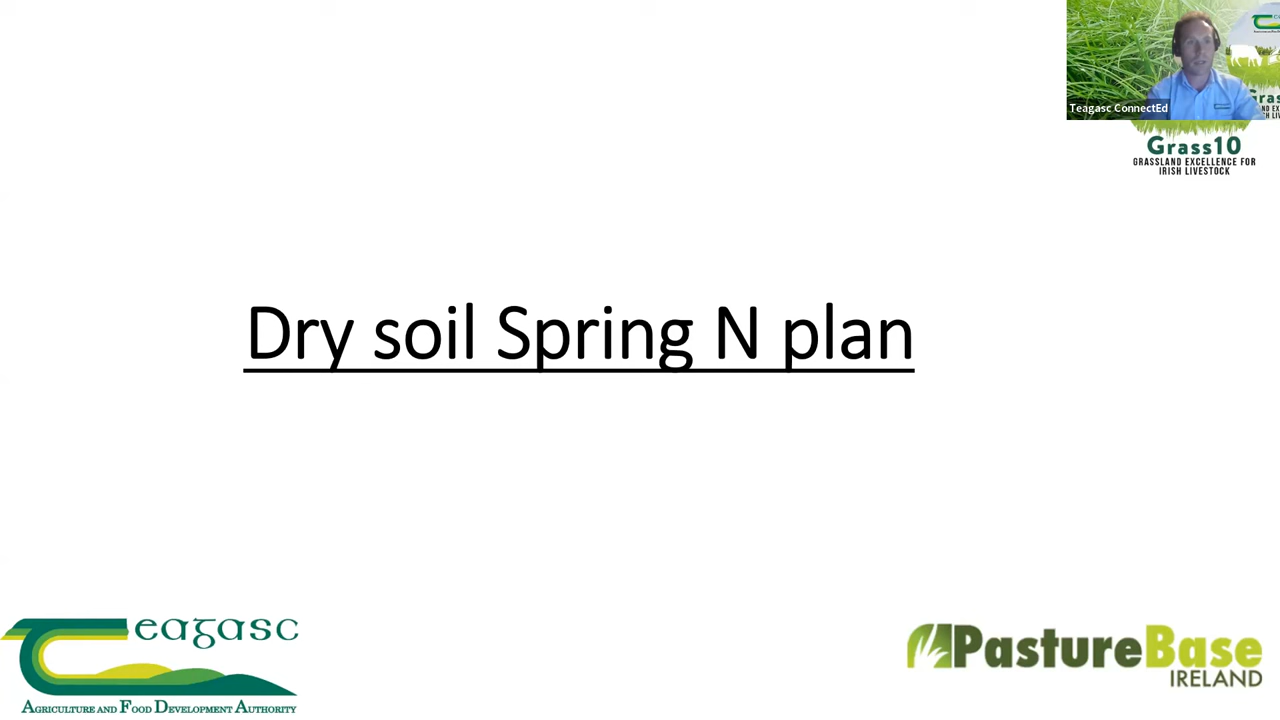 Teagasc ConnectEd
Grass10
GRASSLAND EXCELLENCE FOR
IRISH LIVESTOCK
Dry soil Spring N plan
Teagasc
AGRICULTURE AND FOOD DEVELOPMENT AUTHORITY
PastureBase
IRELAND